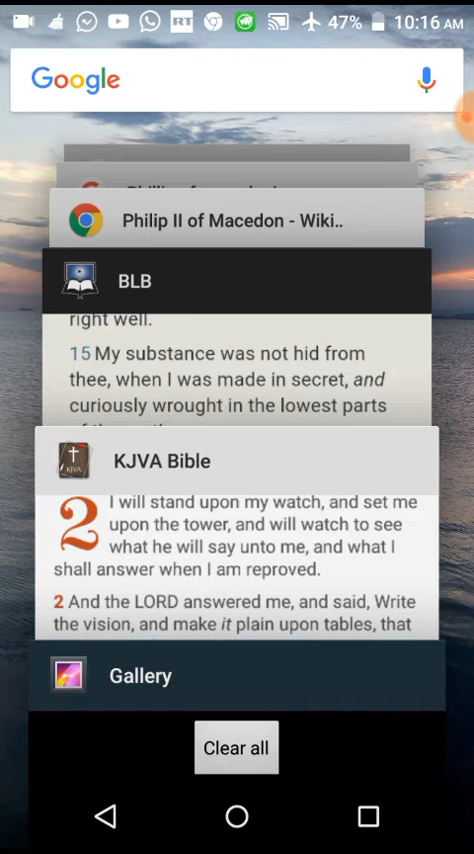 RT
47%
10:16 AM
Google
Philip II of Macedon - Wiki..
BLB
right well.
15 My substance was not hid from
thee, when I was made in secret, and
curiously wrought in the lowest parts
KJVA Bible
KJVA
2 I will stand upon my watch, and set me
upon the tower, and will watch to see
what he will say unto me, and what I
shall answer when I am reproved.
2 And the LORD answered me, and said, Write
the vision, and make it plain upon tables, that
Gallery
Clear all